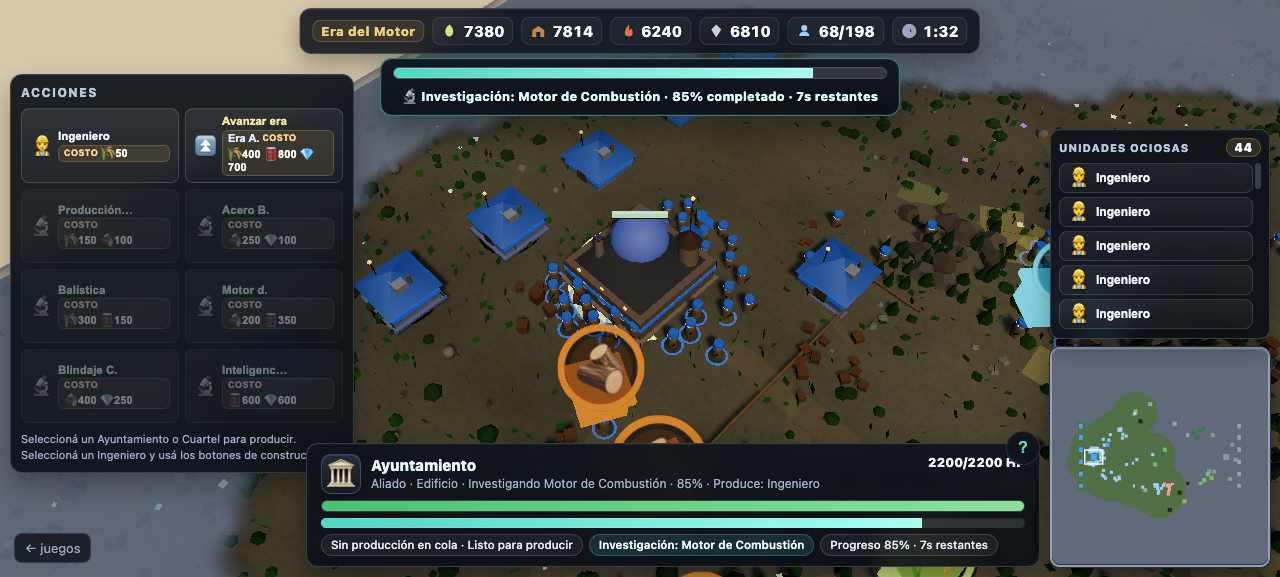 Era del Motor
7380
7814
6240
6810
68/198
1:32
Investigación: Motor de Combustión · 85% completado · 7s restantes
ACCIONES
Ingeniero
COSTO 50
Avanzar era
Era A. COSTO
400 800
700
Producción...
COSTO
150 100
Acero B.
COSTO
250 100
Balística
COSTO
300 150
Motor d.
COSTO
200 350
Blindaje C.
COSTO
400 250
Inteligenc...
COSTO
600 600
Seleccioná un Ayuntamiento o Cuartel para producir.
Seleccioná un Ingeniero y usá los botones de construc
UNIDADES OCIOSAS 44
Ingeniero
Ingeniero
Ingeniero
Ingeniero
Ingeniero
?
Ayuntamiento
2200/2200
Aliado · Edificio · Investigando Motor de Combustión · 85% · Produce: Ingeniero
Sin producción en cola · Listo para producir
Investigación: Motor de Combustión
Progreso 85% · 7s restantes
← juegos